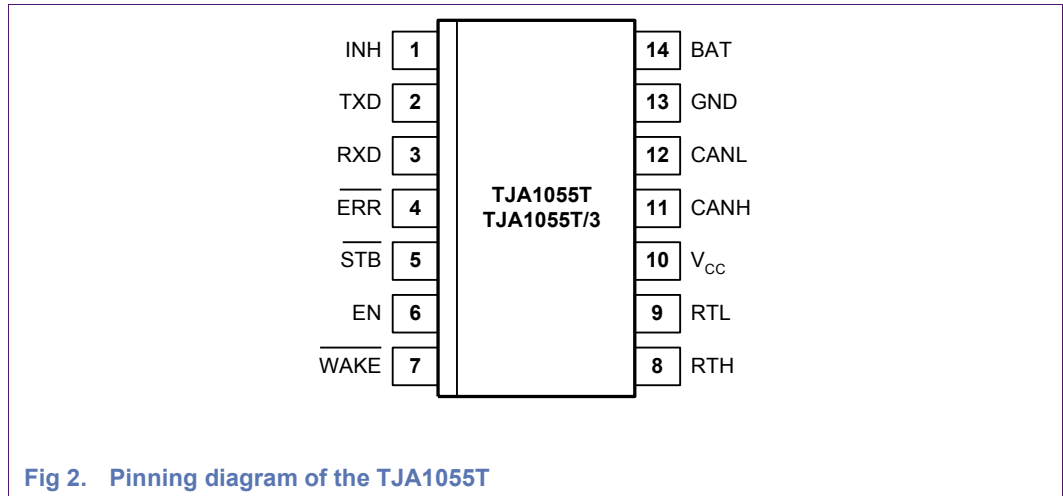 INH 1
TXD 2
RXD 3
ERR 4
STB 5
EN 6
WAKE 7
TJA1055T
TJA1055T/3
14 BAT
13 GND
12 CANL
11 CANH
10 VCC
9 RTL
8 RTH
Fig 2. Pinning diagram of the TJA1055T